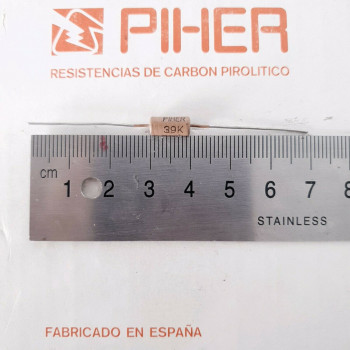 PIHER
RESISTENCIAS DE CARBON PIROLITICO
PIHER
39K
cm 1 2 3 4 5 6 7 8
STAINLESS
FABRICADO EN ESPAÑA